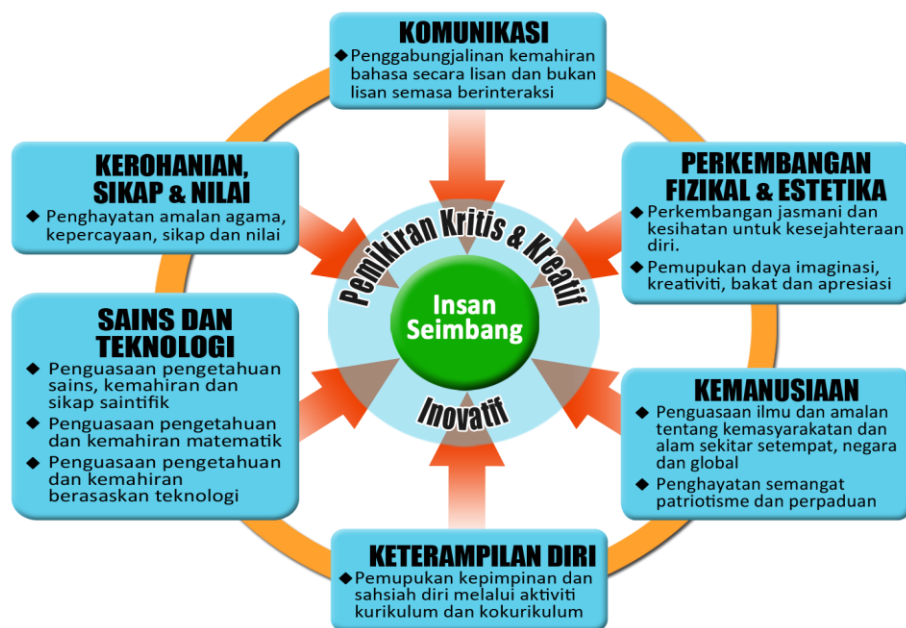 KOMUNIKASI
◆ Penggabungjalinan kemahiran
bahasa secara lisan dan bukan
lisan semasa berinteraksi
KEROHANIAN,
SIKAP & NILAI
◆ Penghayatan amalan agama,
kepercayaan, sikap dan nilai
PERKEMBANGAN
FIZIKAL & ESTETIKA
◆ Perkembangan jasmani dan
kesihatan untuk kesejahteraan
diri.
◆ Pemupukan daya imaginasi,
kreativiti, bakat dan apresiasi
Pemikiran Kritis & Kreatif
Insan
Seimbang
Inovatif
SAINS DAN
TEKNOLOGI
◆ Penguasaan pengetahuan
sains, kemahiran dan
sikap saintifik
◆ Penguasaan pengetahuan
dan kemahiran matematik
◆ Penguasaan pengetahuan
dan kemahiran
berasaskan teknologi
KEMANUSIAAN
◆ Penguasaan ilmu dan amalan
tentang kemasyarakatan dan
alam sekitar setempat, negara
dan global
◆ Penghayatan semangat
patriotisme dan perpaduan
KETERAMPILAN DIRI
◆ Pemupukan kepimpinan dan
sahsiah diri melalui aktiviti
kurikulum dan kokurikulum